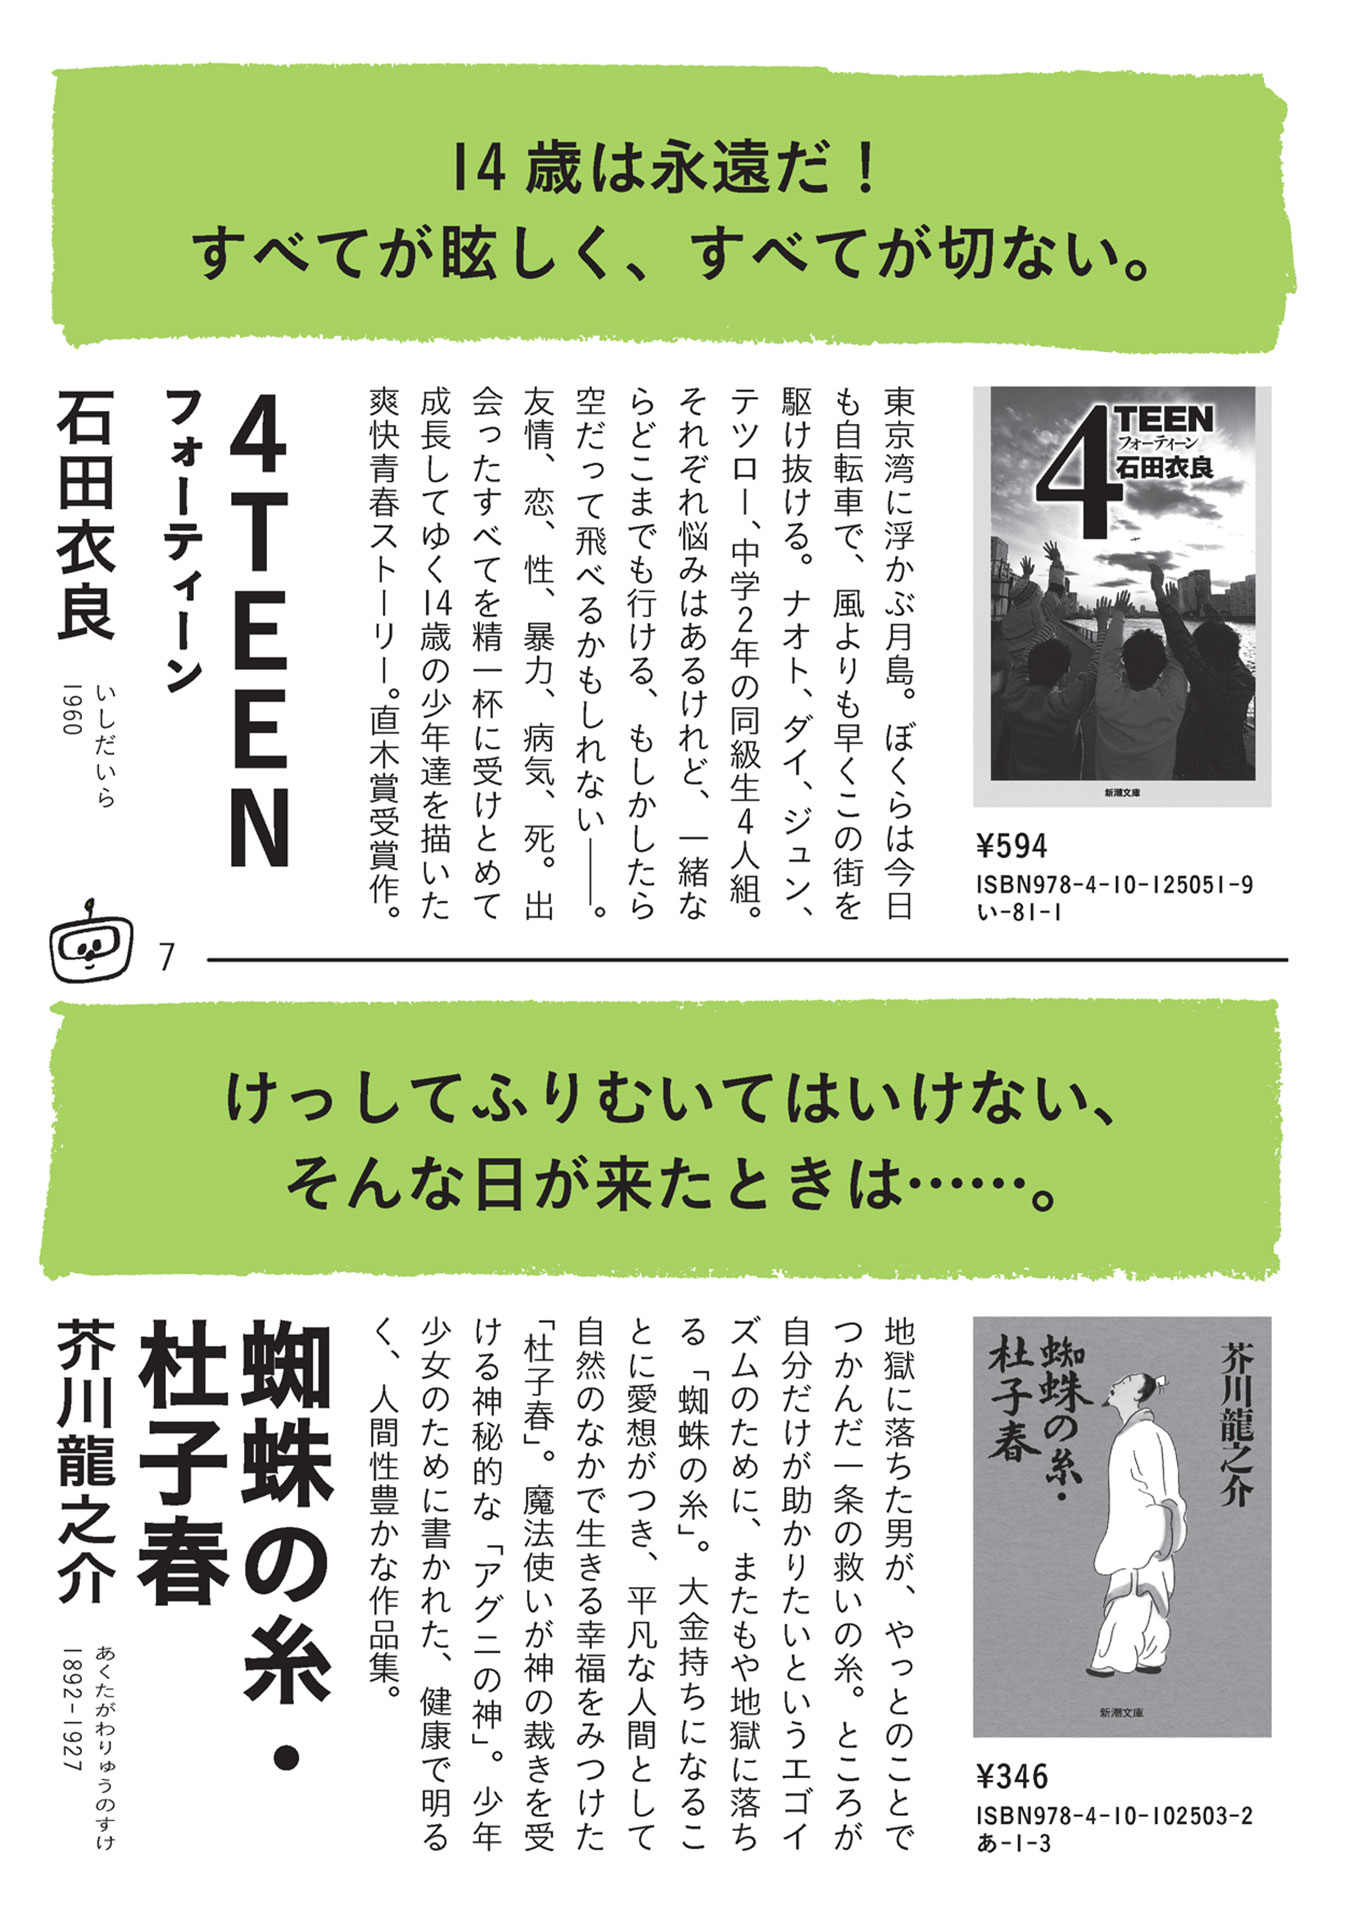 14歳は永遠だ！
すべてが眩しく、すべてが切ない。
4TEEN
フォーティーン
石田衣良
新潮文庫
¥594
ISBN978-4-10-125051-9
い-81-1
東京湾に浮かぶ月島。ぼくらは今日
も自転車で、風よりも早くこの街を
駆け抜ける。ナオト、ダイ、ジュン、
テツロー、中学2年の同級生4人組。
それぞれ悩みはあるけれど、一緒な
らどこまでも行ける、もしかしたら
空だって飛べるかもしれない――。
友情、恋、性、暴力、病気、死。出
会ったすべてを精一杯に受けとめて
成長してゆく14歳の少年達を描いた
爽快青春ストーリー。直木賞受賞作。
4TEEN
フォーティーン
石田衣良
いしだいら
1960
7
けっしてふりむいてはいけない、
そんな日が来たときは……。
芥川龍之介
蜘蛛の糸・
杜子春
新潮文庫
¥346
ISBN978-4-10-102503-2
あ-1-3
地獄に落ちた男が、やっとのことで
つかんだ一条の救いの糸。ところが
自分だけが助かりたいというエゴイ
ズムのために、またもや地獄に落ち
る「蜘蛛の糸」。大金持ちになるこ
とに愛想がつき、平凡な人間として
自然のなかで生きる幸福をみつけた
「杜子春」。魔法使いが神の裁きを受
ける神秘的な「アグニの神」。少年
少女のために書かれた、健康で明る
く、人間性豊かな作品集。
蜘蛛の糸・
杜子春
芥川龍之介
あくたがわりゅうのすけ
1892-1927